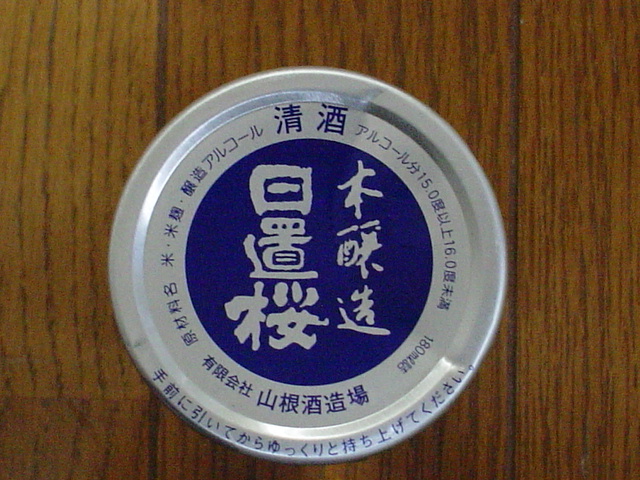 清酒
原材料名 米・米麹・醸造アルコール
アルコール分15.0度以上16.0度未満
180ml詰
本醸造
日置桜
有限会社 山根酒造場
手前に引いてからゆっくりと持ち上げてください。